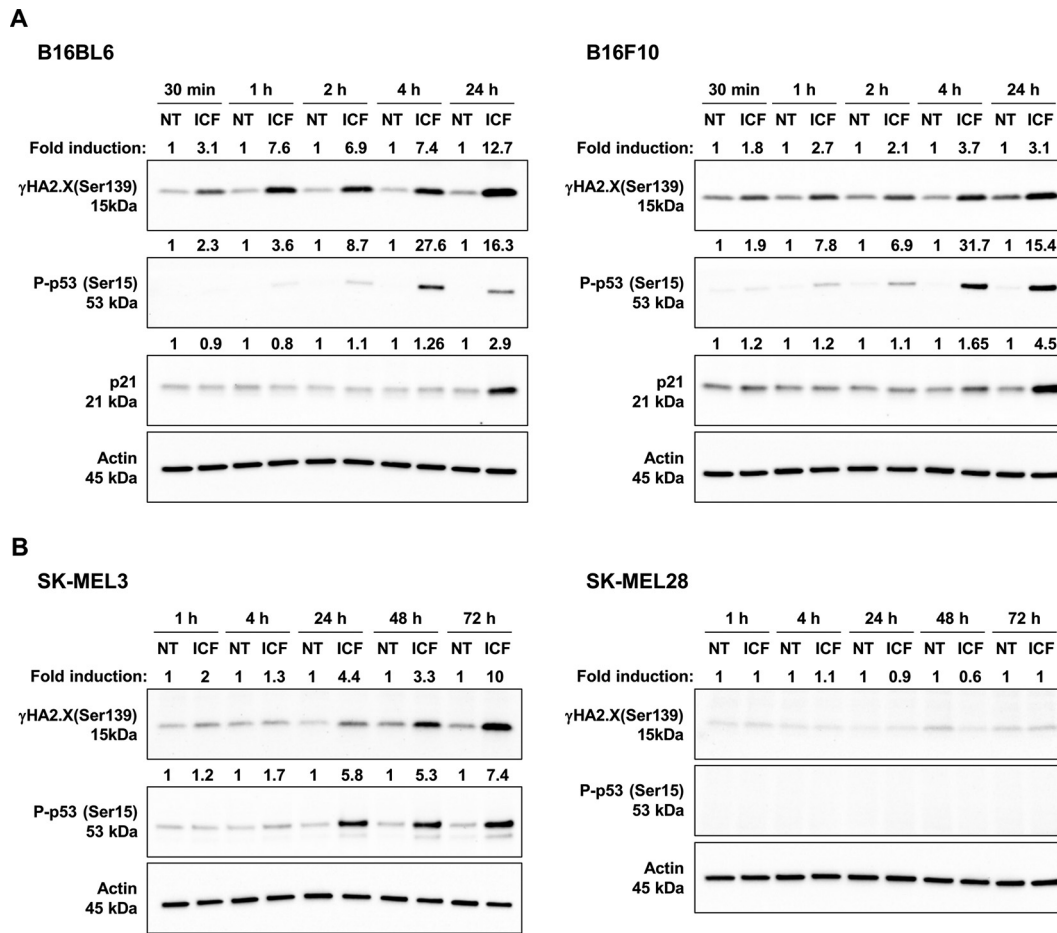 A
B16BL6
30 min 1 h 2 h 4 h 24 h
NT ICF NT ICF NT ICF NT ICF NT ICF
Fold induction: 1 3.1 1 7.6 1 6.9 1 7.4 1 12.7
γHA2.X(Ser139)
15kDa
1 2.3 1 3.6 1 8.7 1 27.6 1 16.3
P-p53 (Ser15)
53 kDa
1 0.9 1 0.8 1 1.1 1 1.26 1 2.9
p21
21 kDa
Actin
45 kDa
B16F10
30 min 1 h 2 h 4 h 24 h
NT ICF NT ICF NT ICF NT ICF NT ICF
Fold induction: 1 1.8 1 2.7 1 2.1 1 3.7 1 3.1
γHA2.X(Ser139)
15kDa
1 1.9 1 7.8 1 6.9 1 31.7 1 15.4
P-p53 (Ser15)
53 kDa
1 1.2 1 1.2 1 1.1 1 1.65 1 4.5
p21
21 kDa
Actin
45 kDa
B
SK-MEL3
1 h 4 h 24 h 48 h 72 h
NT ICF NT ICF NT ICF NT ICF NT ICF
Fold induction: 1 2 1 1.3 1 4.4 1 3.3 1 10
γHA2.X(Ser139)
15kDa
1 1.2 1 1.7 1 5.8 1 5.3 1 7.4
P-p53 (Ser15)
53 kDa
Actin
45 kDa
SK-MEL28
1 h 4 h 24 h 48 h 72 h
NT ICF NT ICF NT ICF NT ICF NT ICF
Fold induction: 1 1 1 1.1 1 0.9 1 0.6 1 1
γHA2.X(Ser139)
15kDa
P-p53 (Ser15)
53 kDa
Actin
45 kDa